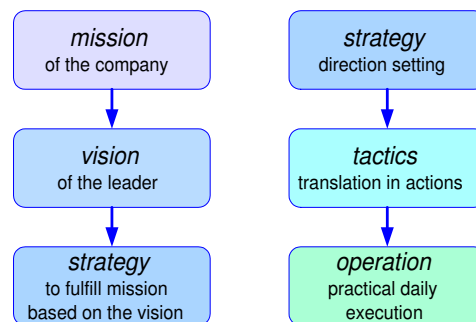 mission
of the company
vision
of the leader
strategy
to fulfill mission
based on the vision
strategy
direction setting
tactics
translation in actions
operation
practical daily
execution